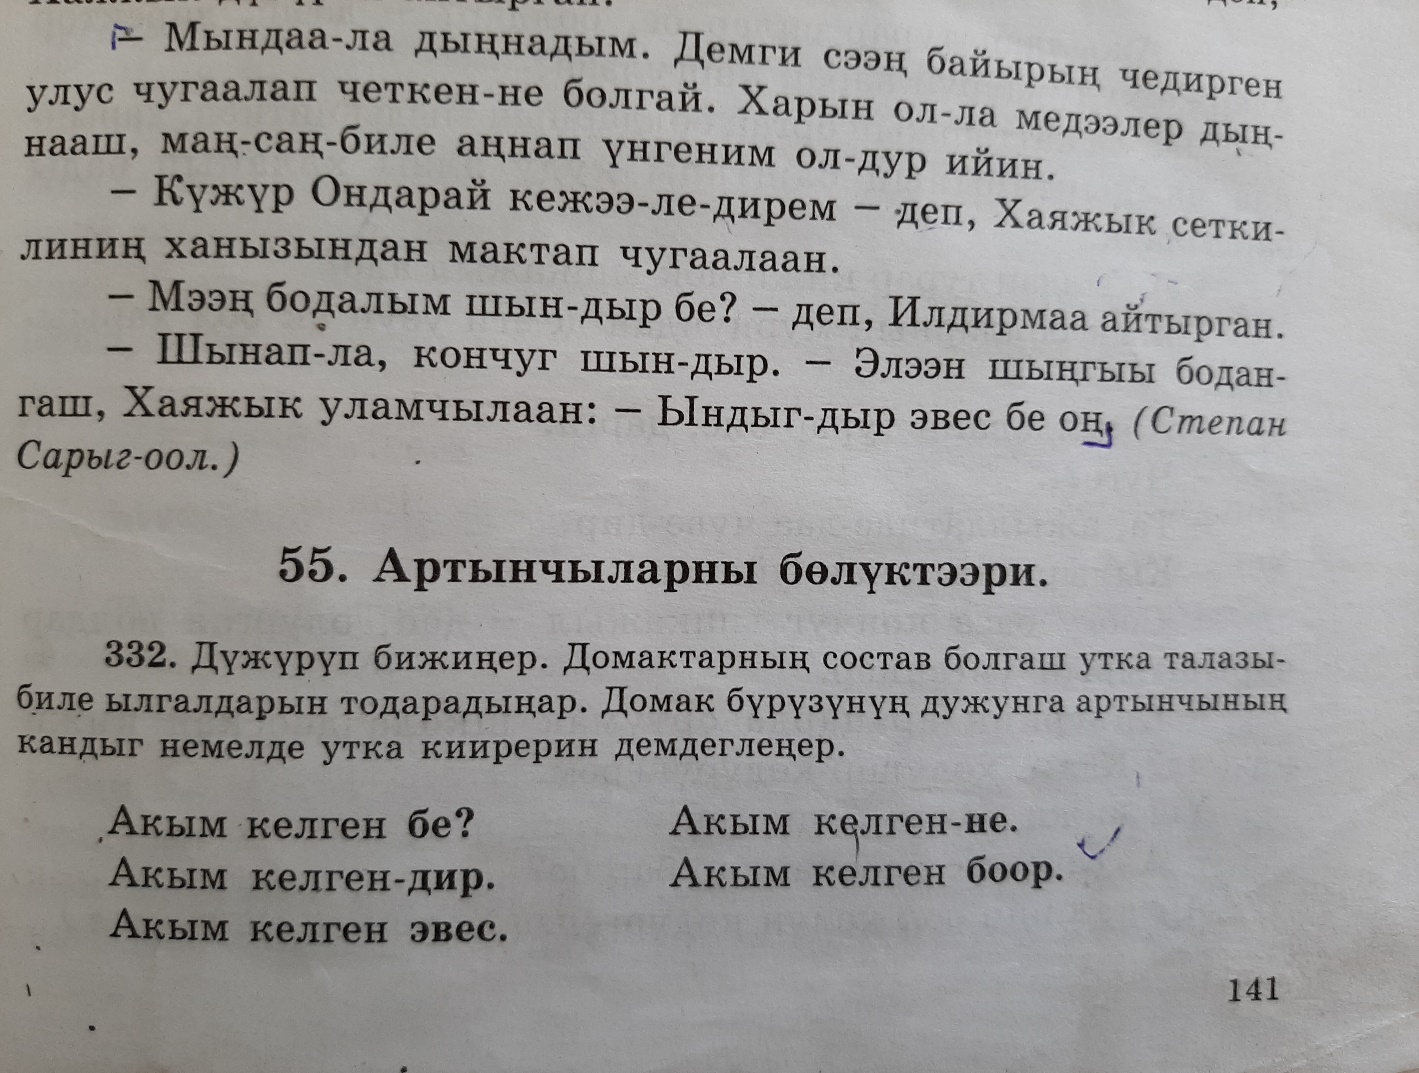 – Мындаа-ла дыңнадым. Демги сээң байырың чедирген
улус чугаалап четкен-не болгай. Харын ол-ла медээлер дың-
нааш, маң-саң-биле аңнап үнгеним ол-дур ийин.
– Күжүр Ондарай кежээ-ле-дирем – деп, Хаяжык сетки-
линиң ханызындан мактап чугаалаан.
– Мээң бодалым шын-дыр бе? – деп, Илдирмаа айтырган.
– Шынап-ла, кончуг шын-дыр. – Элээн шыңгыы бодан-
гаш, Хаяжык уламчылаан: – Ындыг-дыр эвес бе оң, (Степан
Сарыг-оол.)
55. Артынчыларны бөлүктээри.
332. Дүжүрүп бижиңер. Домактарның состав болгаш утка талазы-
биле ылгалдарын тодарадыңар. Домак бүрүзүнүң дужунга артынчының
кандыг немелде утка киирерин демдеглеңер.
Акым келген бе? Акым келген-не.
Акым келген-дир. Акым келген боор.
Акым келген эвес.
141